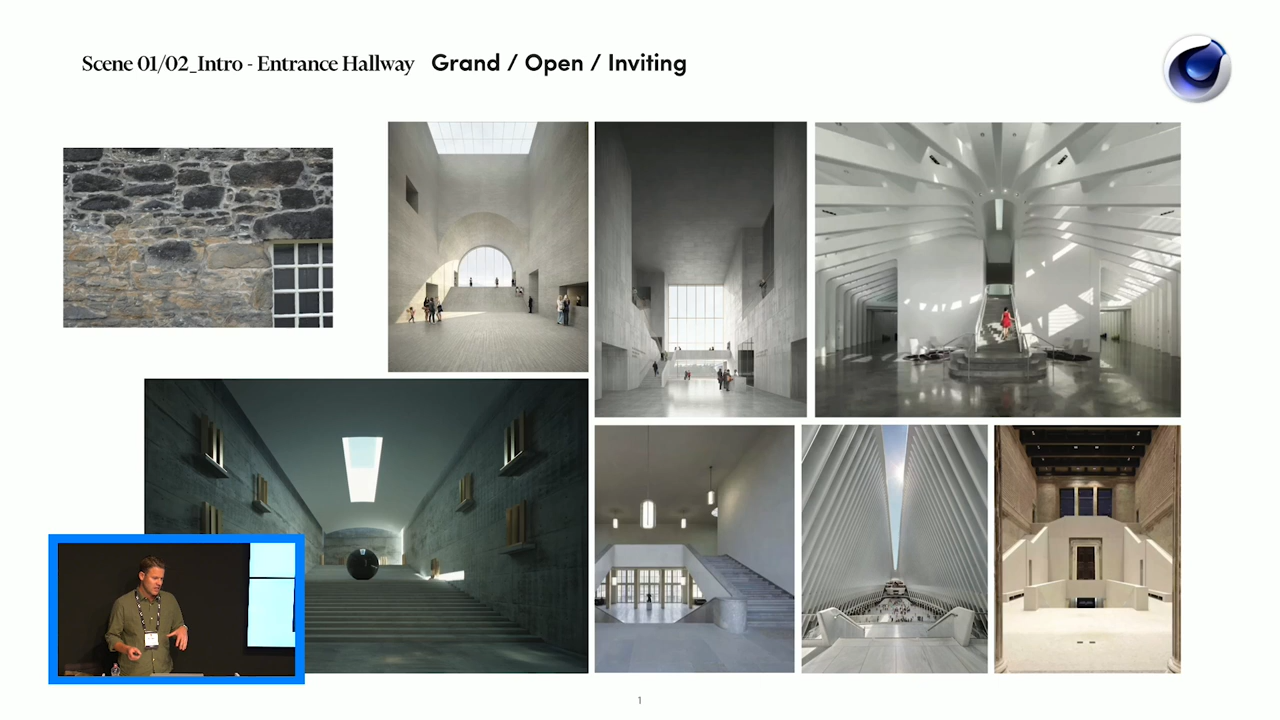 Scene 01/02_Intro - Entrance Hallway Grand / Open / Inviting
1